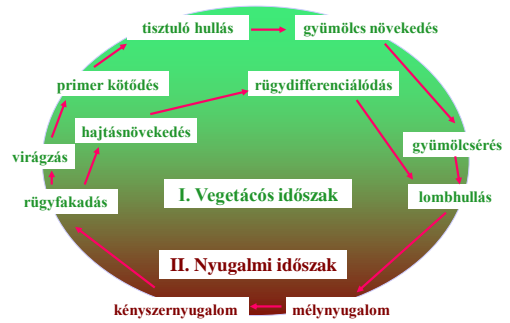 tisztuló hullás
gyümölcs növekedés
primer kötődés
rügydifferenciálódás
hajtásnövekedés
gyümölcsérés
virágzás
rügyfakadás
I. Vegetácós időszak
lombhullás
II. Nyugalmi időszak
kényszernyugalom
mélynyugalom